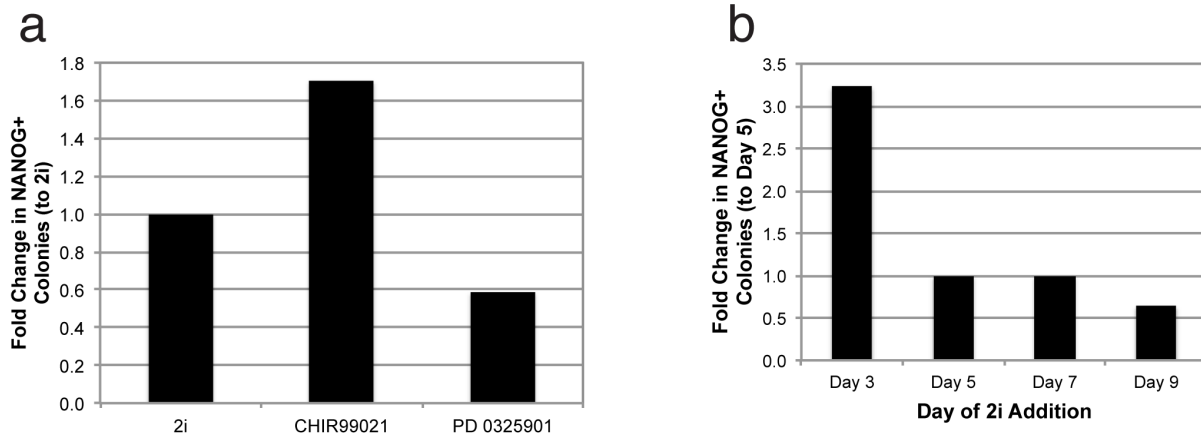 a
Fold Change in NANOG+
Colonies (to 2i)
1.8
1.6
1.4
1.2
1.0
0.8
0.6
0.4
0.2
0.0
2i
CHIR99021
PD 0325901
b
Fold Change in NANOG+
Colonies (to Day 5)
3.5
3.0
2.5
2.0
1.5
1.0
0.5
0.0
Day 3
Day 5
Day 7
Day 9
Day of 2i Addition